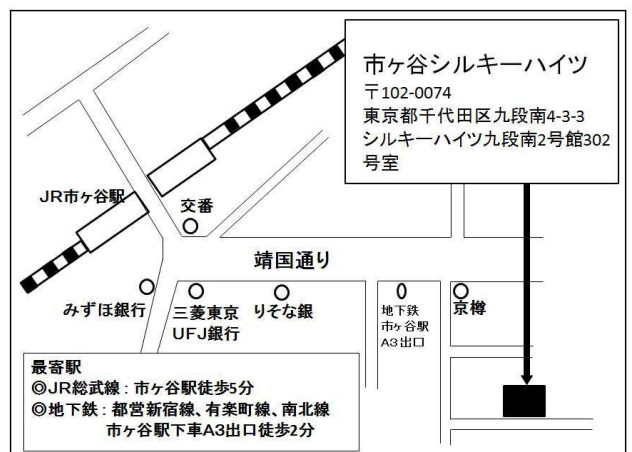 市ヶ谷シルキーハイツ
〒102-0074
東京都千代田区九段南4-3-3
シルキーハイツ九段南2号館302
号室
JR市ヶ谷駅
交番
靖国通り
みずほ銀行
三菱東京
UFJ銀行
りそな銀
地下鉄
市ヶ谷駅
A3出口
京樽
最寄駅
◎JR総武線：市ヶ谷駅徒歩5分
◎地下鉄：都営新宿線、有楽町線、南北線
市ヶ谷駅下車A3出口徒歩2分